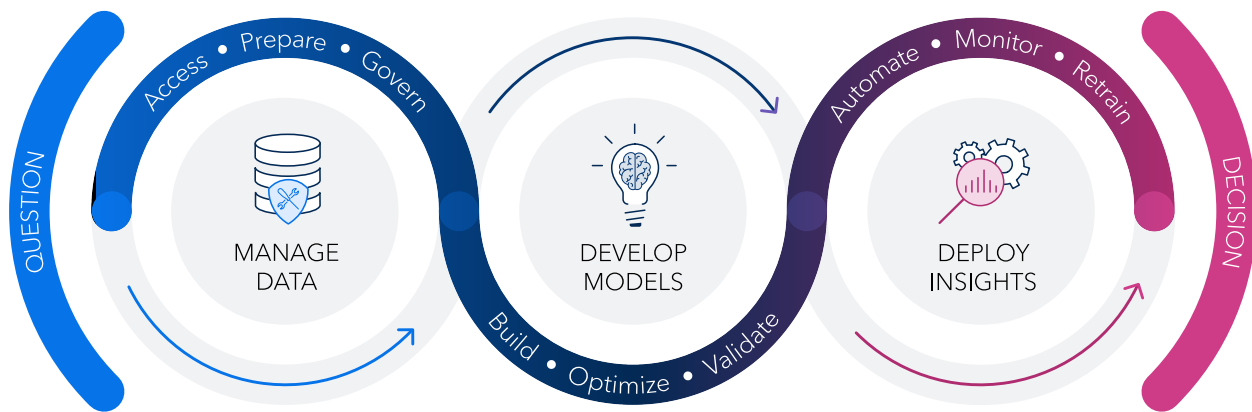 QUESTION
Access • Prepare • Govern
MANAGE
DATA
Build • Optimize • Validate
DEVELOP
MODELS
Automate • Monitor • Retrain
DEPLOY
INSIGHTS
DECISION